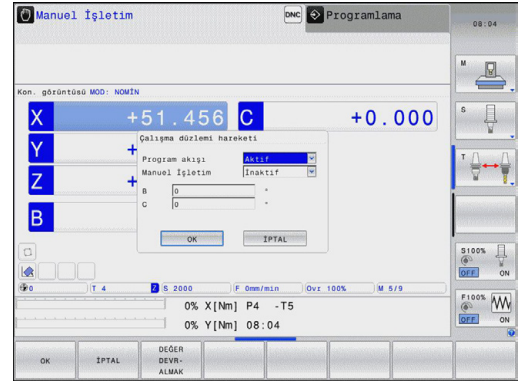 Manuel İşletim
DNC
Programlama
08:04
Kon. görüntüsü MOD: NOMİN
X +51.456 C +0.000
Y +
Z +
B
Çalışma düzlemi hareketi
Program akışı Aktif
Manuel İşletim İnaktif
B 0 °
C 0 °
OK İPTAL
M
S
T
S100%
OFF ON
F100%
OFF ON
0 T 4 Z S 2000 F 0mm/min Ovr 100% M 5/9
0% X[Nm] P4 -T5
0% Y[Nm] 08:04
OK
İPTAL
DEĞER
DEVR-
ALMAK